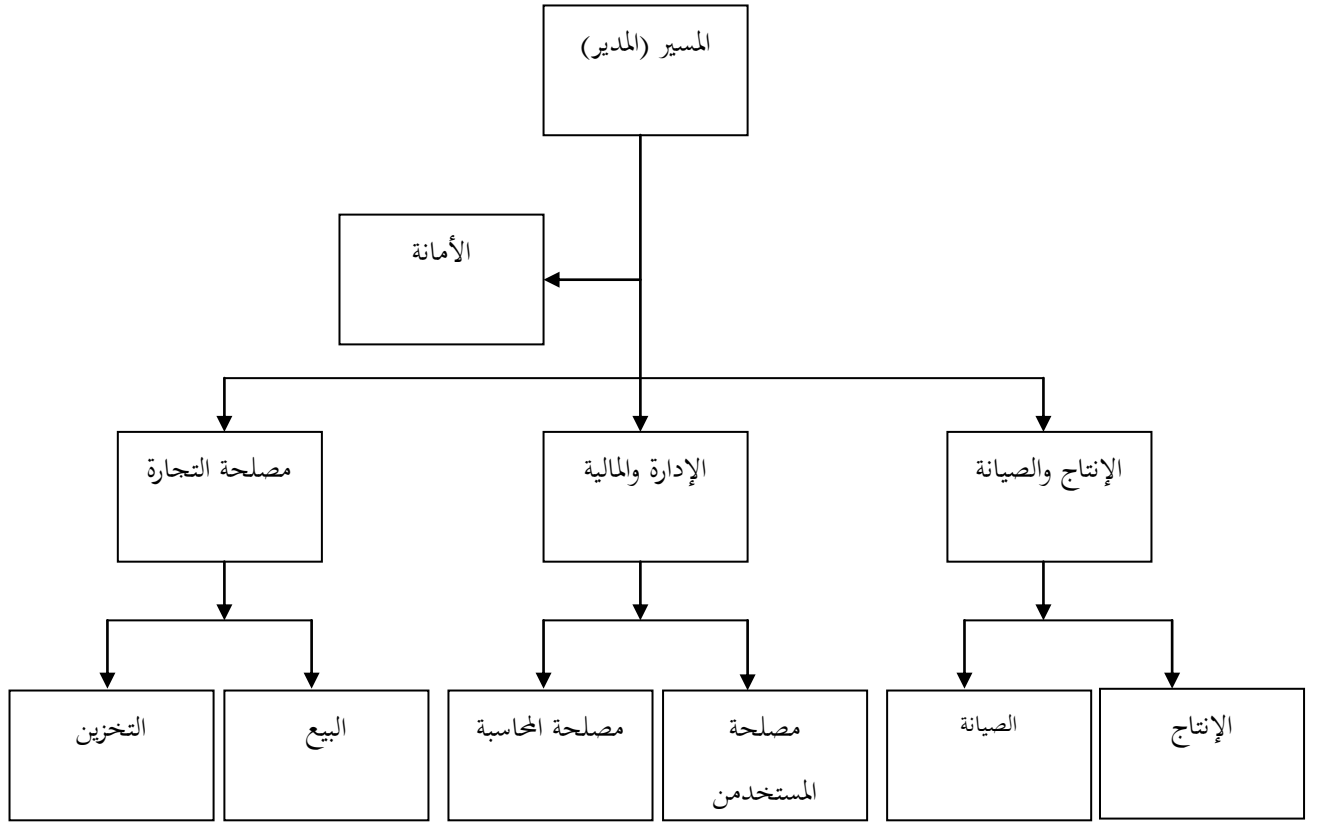 المسير (المدير)
الأمانة
الإنتاج والصيانة
الإدارة والمالية
مصلحة التجارة
الإنتاج
الصيانة
مصلحة
المستخدمن
مصلحة المحاسبة
البيع
التخزين